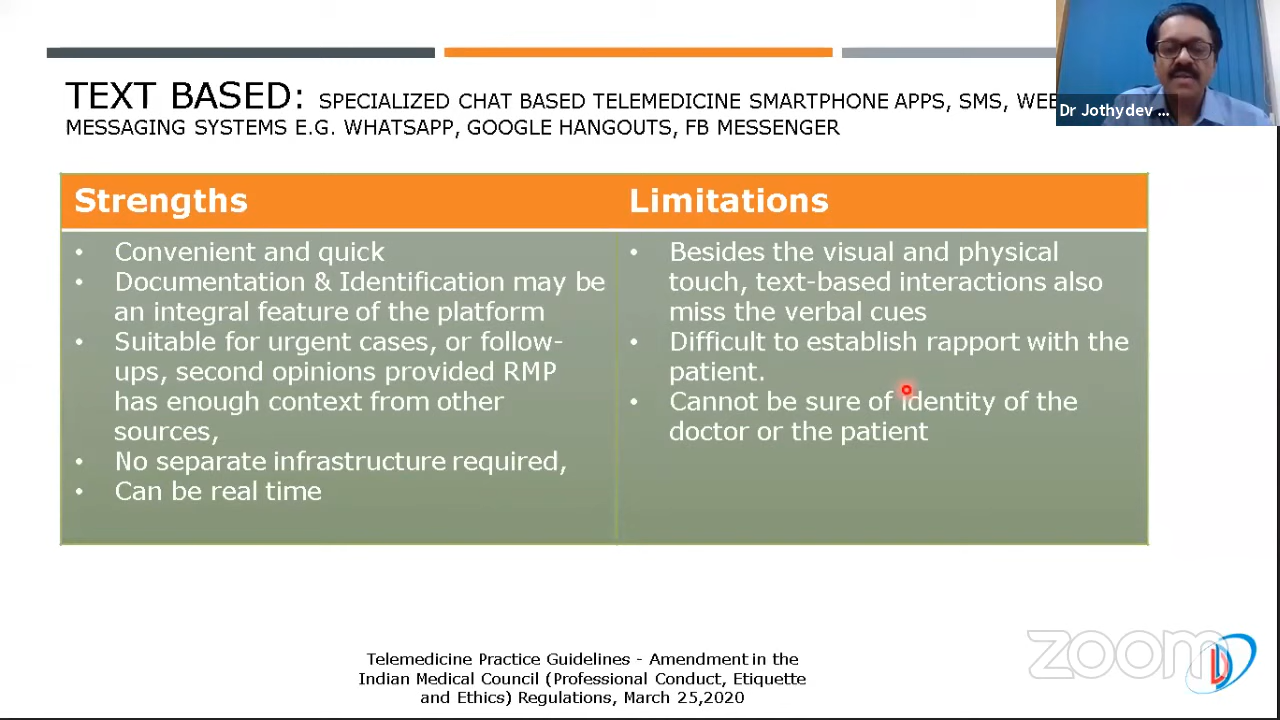 TEXT BASED: SPECIALIZED CHAT BASED TELEMEDICINE SMARTPHONE APPS, SMS,
MESSAGING SYSTEMS E.G. WHATSAPP, GOOGLE HANGOUTS, FB MESSENGER
Dr Jothydev ...
Strengths
• Convenient and quick
• Documentation & Identification may be
an integral feature of the platform
• Suitable for urgent cases, or follow-
ups, second opinions provided RMP
has enough context from other
sources,
• No separate infrastructure required,
• Can be real time
Limitations
• Besides the visual and physical
touch, text-based interactions also
miss the verbal cues
• Difficult to establish rapport with the
patient.
• Cannot be sure of identity of the
doctor or the patient
Telemedicine Practice Guidelines - Amendment in the
Indian Medical Council (Professional Conduct, Etiquette
and Ethics) Regulations, March 25,2020
zoom